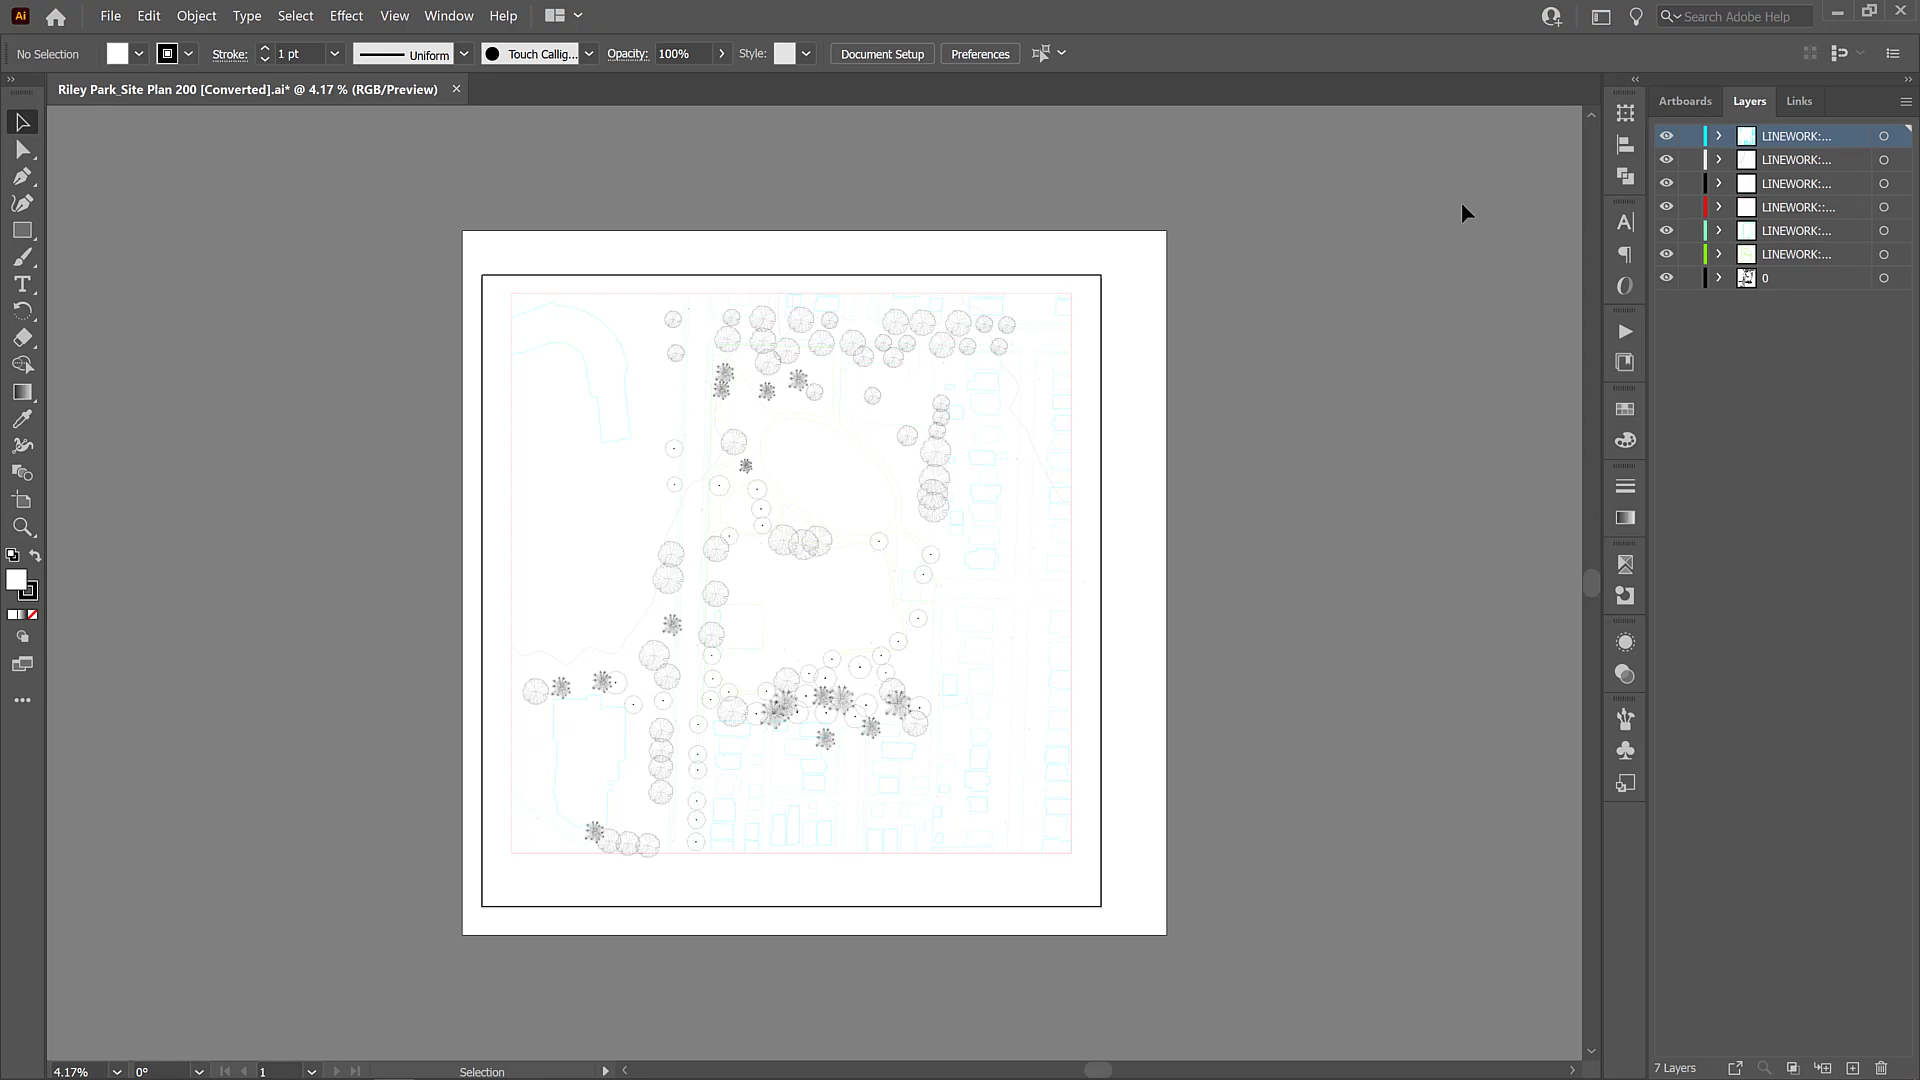 Ai File Edit Object Type Select Effect View Window Help Search Adobe Help
No Selection Stroke: 1 pt Uniform Touch Callig... Opacity: 100% Style: Document Setup Preferences
Riley Park_Site Plan 200 [Converted].ai* @ 4.17 % (RGB/Preview)
Artboards Layers Links
LINEWORK:...
LINEWORK:...
LINEWORK:...
LINEWORK::...
LINEWORK:...
LINEWORK:...
0
7 Layers
4.17% 0° 1 Selection